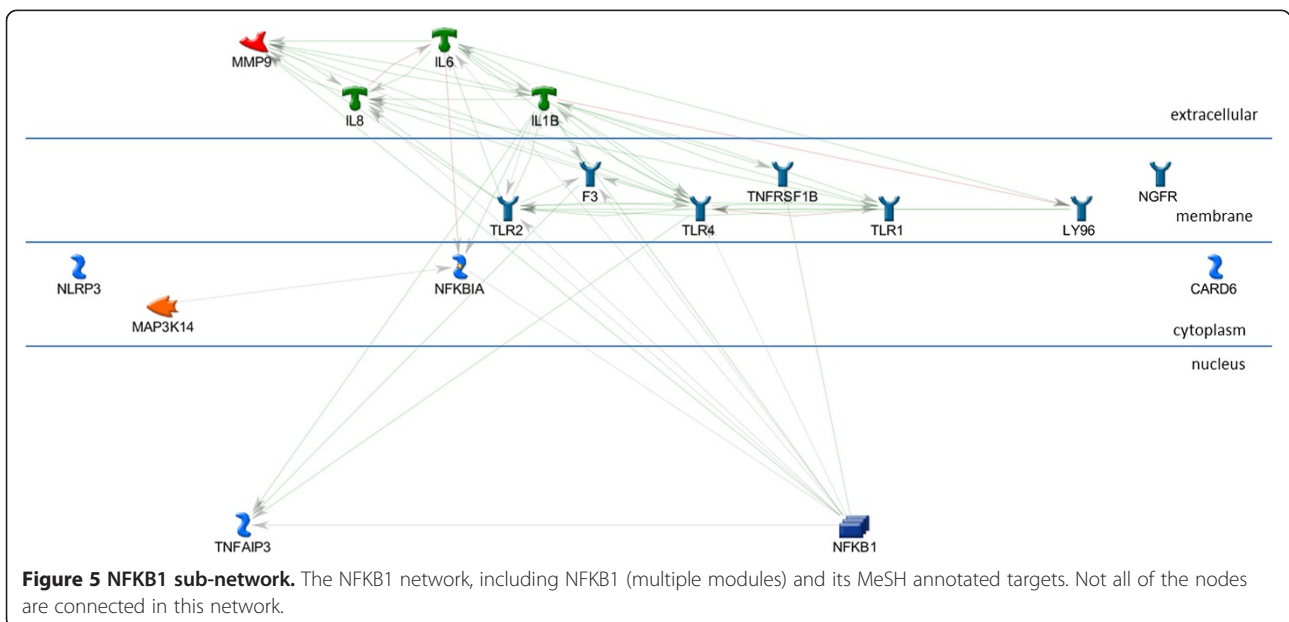 MMP9
IL6
IL8
IL1B
extracellular
F3
TNFRSF1B
NGFR
TLR2
TLR4
TLR1
LY96
membrane
NLRP3
NFKBIA
CARD6
MAP3K14
cytoplasm
nucleus
TNFAIP3
NFKB1
Figure 5 NFKB1 sub-network. The NFKB1 network, including NFKB1 (multiple modules) and its MeSH annotated targets. Not all of the nodes
are connected in this network.